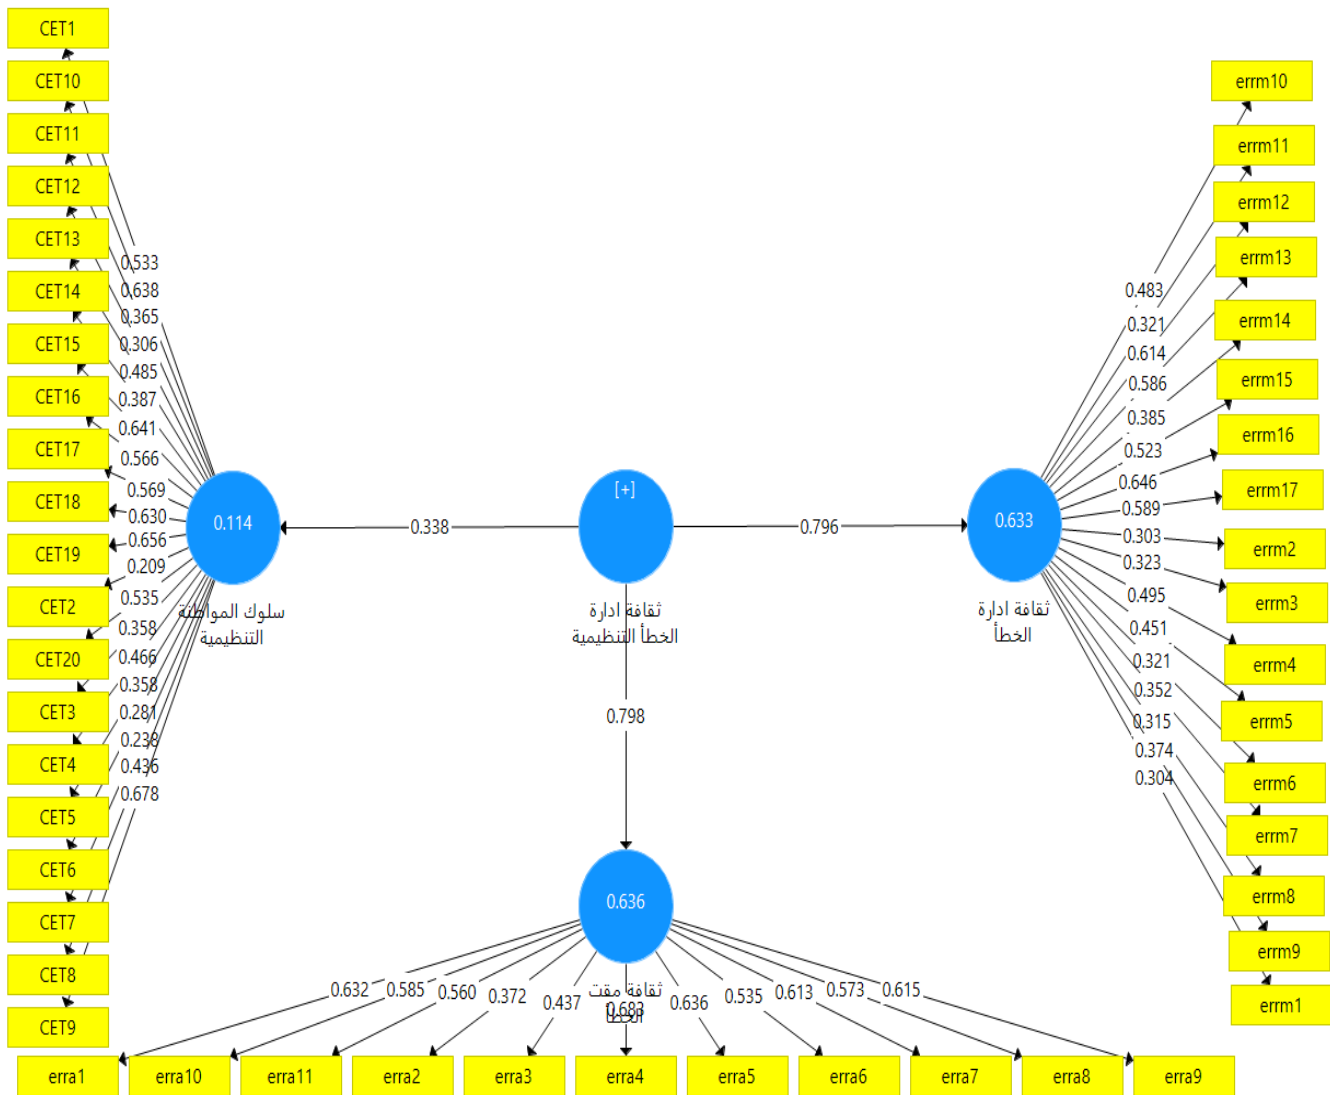 CET1
CET10
CET11
CET12
CET13
CET14
CET15
CET16
CET17
CET18
CET19
CET2
CET20
CET3
CET4
CET5
CET6
CET7
CET8
CET9
0.533
0.638
0.365
0.306
0.485
0.387
0.641
0.566
0.569
0.630
0.656
0.209
0.535
0.358
0.466
0.358
0.281
0.238
0.436
0.678
0.114
سلوك المواطنة
التنظيمية
0.338
[+]
ثقافة ادارة
الخطأ التنظيمية
0.796
0.798
0.633
ثقافة ادارة
الخطأ
0.483
0.321
0.614
0.586
0.385
0.523
0.646
0.589
0.303
0.323
0.495
0.451
0.321
0.352
0.315
0.374
0.304
errm10
errm11
errm12
errm13
errm14
errm15
errm16
errm17
errm2
errm3
errm4
errm5
errm6
errm7
errm8
errm9
errm1
0.636
ثقافة مقت
الخطأ
0.632
0.585
0.560
0.372
0.437
0.683
0.636
0.535
0.613
0.573
0.615
erra1
erra10
erra11
erra2
erra3
erra4
erra5
erra6
erra7
erra8
erra9